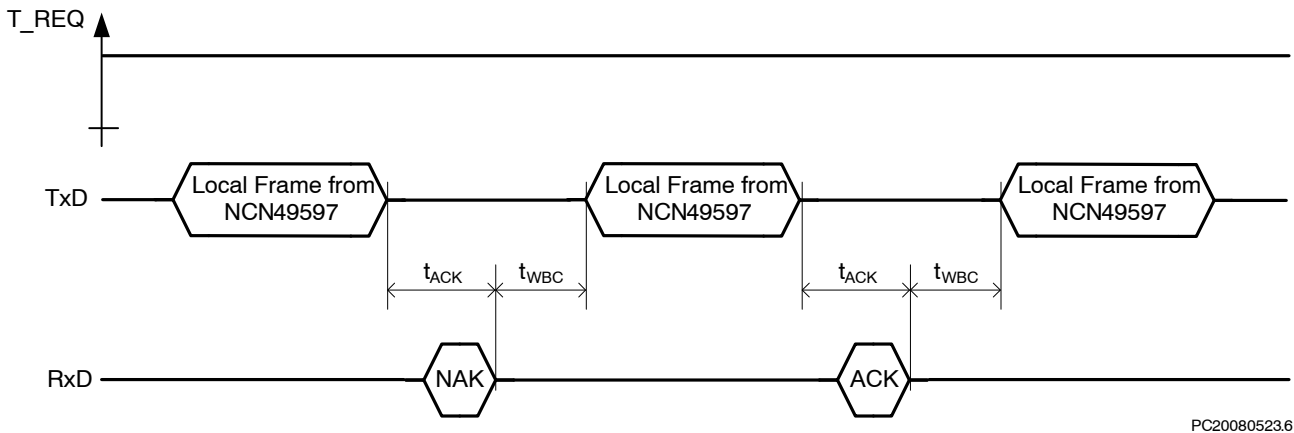 T_REQ
TxD
Local Frame from
NCN49597
Local Frame from
NCN49597
Local Frame from
NCN49597
tACK
tWBC
tACK
tWBC
RxD
NAK
ACK
PC20080523.6